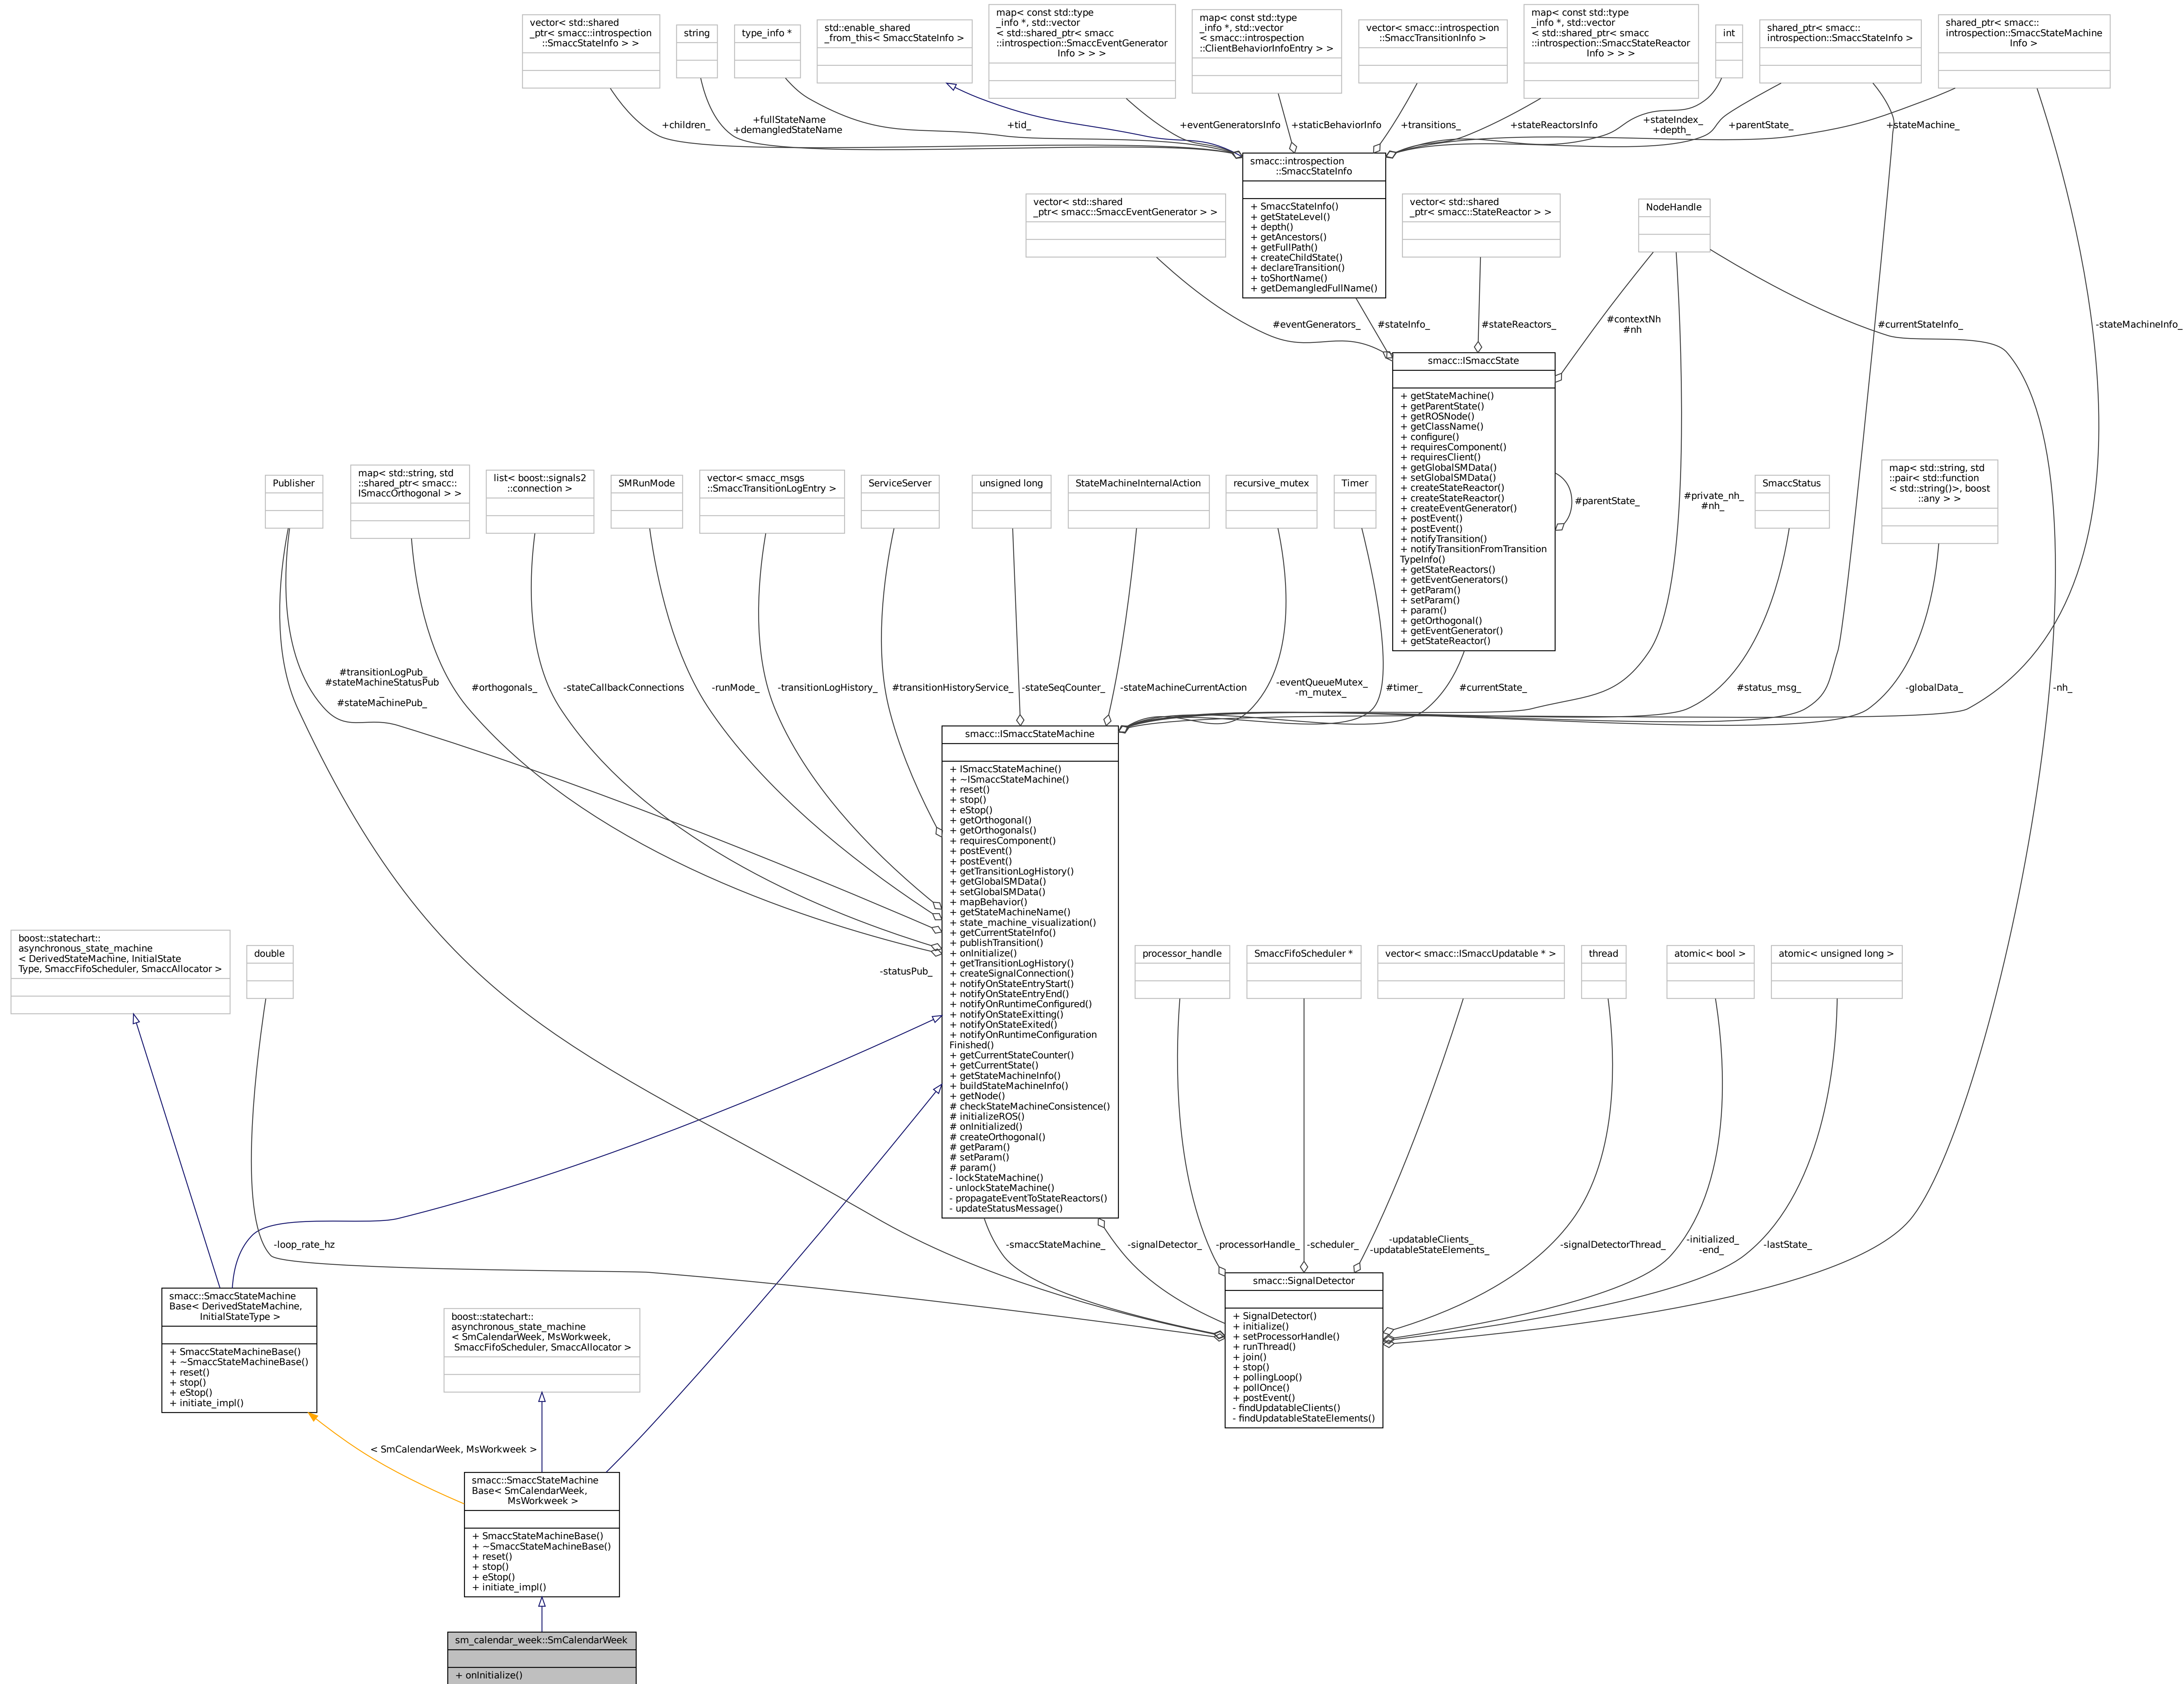 vector< std::shared
_ptr< smacc::introspection
::SmaccStateInfo > >
string
type_info *
std::enable_shared
_from_this< SmaccStateInfo >
map< const std::type
_info *, std::vector
< std::shared_ptr< smacc
::introspection::SmaccEventGenerator
Info > > >
map< const std::type
_info *, std::vector
< smacc::introspection
::ClientBehaviorInfoEntry > >
vector< smacc::introspection
::SmaccTransitionInfo >
map< const std::type
_info *, std::vector
< std::shared_ptr< smacc
::introspection::SmaccStateReactor
Info > > >
int
shared_ptr< smacc::
introspection::SmaccStateInfo >
shared_ptr< smacc::
introspection::SmaccStateMachine
Info >
+children_
+fullStateName
+demangledStateName
+tid_
+eventGeneratorsInfo
+staticBehaviorInfo
+transitions_
+stateReactorsInfo
+stateIndex_
+depth_
+parentState_
+stateMachine_
smacc::introspection
::SmaccStateInfo
+ SmaccStateInfo()
+ getStateLevel()
+ depth()
+ getAncestors()
+ getFullPath()
+ createChildState()
+ declareTransition()
+ toShortName()
+ getDemangledFullName()
vector< std::shared
_ptr< smacc::SmaccEventGenerator > >
vector< std::shared
_ptr< smacc::StateReactor > >
NodeHandle
#eventGenerators_
#stateInfo_
#stateReactors_
#contextNh
#nh
#currentStateInfo_
-stateMachineInfo_
smacc::ISmaccState
+ getStateMachine()
+ getParentState()
+ getROSNode()
+ getClassName()
+ configure()
+ requiresComponent()
+ requiresClient()
+ getGlobalSMData()
+ setGlobalSMData()
+ createStateReactor()
+ createStateReactor()
+ createEventGenerator()
+ postEvent()
+ postEvent()
+ notifyTransition()
+ notifyTransitionFromTransition
TypeInfo()
+ getStateReactors()
+ getEventGenerators()
+ getParam()
+ setParam()
+ param()
+ getOrthogonal()
+ getEventGenerator()
+ getStateReactor()
#parentState_
#private_nh_
#nh_
Publisher
map< std::string, std
::shared_ptr< smacc::
ISmaccOrthogonal > >
list< boost::signals2
::connection >
SMRunMode
vector< smacc_msgs
::SmaccTransitionLogEntry >
ServiceServer
unsigned long
StateMachineInternalAction
recursive_mutex
Timer
SmaccStatus
map< std::string, std
::pair< std::function
< std::string()>, boost
::any > >
#transitionLogPub_
#stateMachineStatusPub
_
#stateMachinePub_
#orthogonals_
-stateCallbackConnections
-runMode_
-transitionLogHistory_
#transitionHistoryService_
-stateSeqCounter_
-stateMachineCurrentAction
-eventQueueMutex_
-m_mutex_
#timer_
#currentState_
#status_msg_
-globalData_
-nh_
smacc::ISmaccStateMachine
+ ISmaccStateMachine()
+ ~ISmaccStateMachine()
+ reset()
+ stop()
+ eStop()
+ getOrthogonal()
+ getOrthogonals()
+ requiresComponent()
+ postEvent()
+ postEvent()
+ getTransitionLogHistory()
+ getGlobalSMData()
+ setGlobalSMData()
+ mapBehavior()
+ getStateMachineName()
+ state_machine_visualization()
+ getCurrentStateInfo()
+ publishTransition()
+ onInitialize()
+ getTransitionLogHistory()
+ createSignalConnection()
+ notifyOnStateEntryStart()
+ notifyOnStateEntryEnd()
+ notifyOnRuntimeConfigured()
+ notifyOnStateExitting()
+ notifyOnStateExited()
+ notifyOnRuntimeConfiguration
Finished()
+ getCurrentStateCounter()
+ getCurrentState()
+ getStateMachineInfo()
+ buildStateMachineInfo()
+ getNode()
# checkStateMachineConsistence()
# initializeROS()
# onInitialized()
# createOrthogonal()
# getParam()
# setParam()
# param()
- lockStateMachine()
- unlockStateMachine()
- propagateEventToStateReactors()
- updateStatusMessage()
boost::statechart::
asynchronous_state_machine
< DerivedStateMachine, InitialState
Type, SmaccFifoScheduler, SmaccAllocator >
double
-statusPub_
processor_handle
SmaccFifoScheduler *
vector< smacc::ISmaccUpdatable * >
thread
atomic< bool >
atomic< unsigned long >
-loop_rate_hz
-smaccStateMachine_
-signalDetector_
-processorHandle_
-scheduler_
-updatableClients_
-updatableStateElements_
-signalDetectorThread_
-initialized_
-end_
-lastState_
smacc::SignalDetector
+ SignalDetector()
+ initialize()
+ setProcessorHandle()
+ runThread()
+ join()
+ stop()
+ pollingLoop()
+ pollOnce()
+ postEvent()
- findUpdatableClients()
- findUpdatableStateElements()
smacc::SmaccStateMachine
Base< DerivedStateMachine,
InitialStateType >
+ SmaccStateMachineBase()
+ ~SmaccStateMachineBase()
+ reset()
+ stop()
+ eStop()
+ initiate_impl()
boost::statechart::
asynchronous_state_machine
< SmCalendarWeek, MsWorkweek,
SmaccFifoScheduler, SmaccAllocator >
< SmCalendarWeek, MsWorkweek >
smacc::SmaccStateMachine
Base< SmCalendarWeek,
MsWorkweek >
+ SmaccStateMachineBase()
+ ~SmaccStateMachineBase()
+ reset()
+ stop()
+ eStop()
+ initiate_impl()
sm_calendar_week::SmCalendarWeek
+ onInitialize()